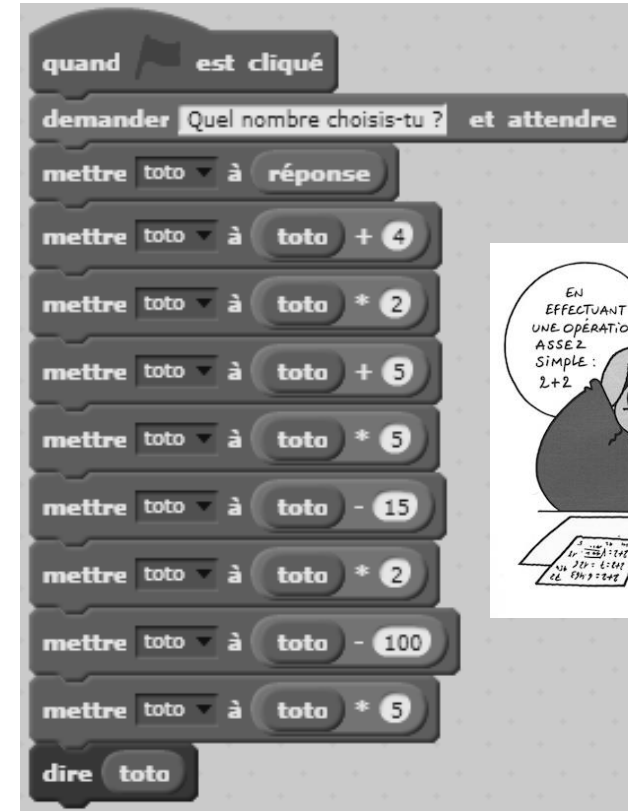 quand est cliqué
demander Quel nombre choisis-tu ? et attendre
mettre toto à réponse
mettre toto à toto + 4
mettre toto à toto * 2
mettre toto à toto + 5
mettre toto à toto * 5
mettre toto à toto - 15
mettre toto à toto * 2
mettre toto à toto - 100
mettre toto à toto * 5
dire toto
EN
EFFECTUANT
UNE OPÉRATIO
ASSEZ
SIMPLE :
2+2